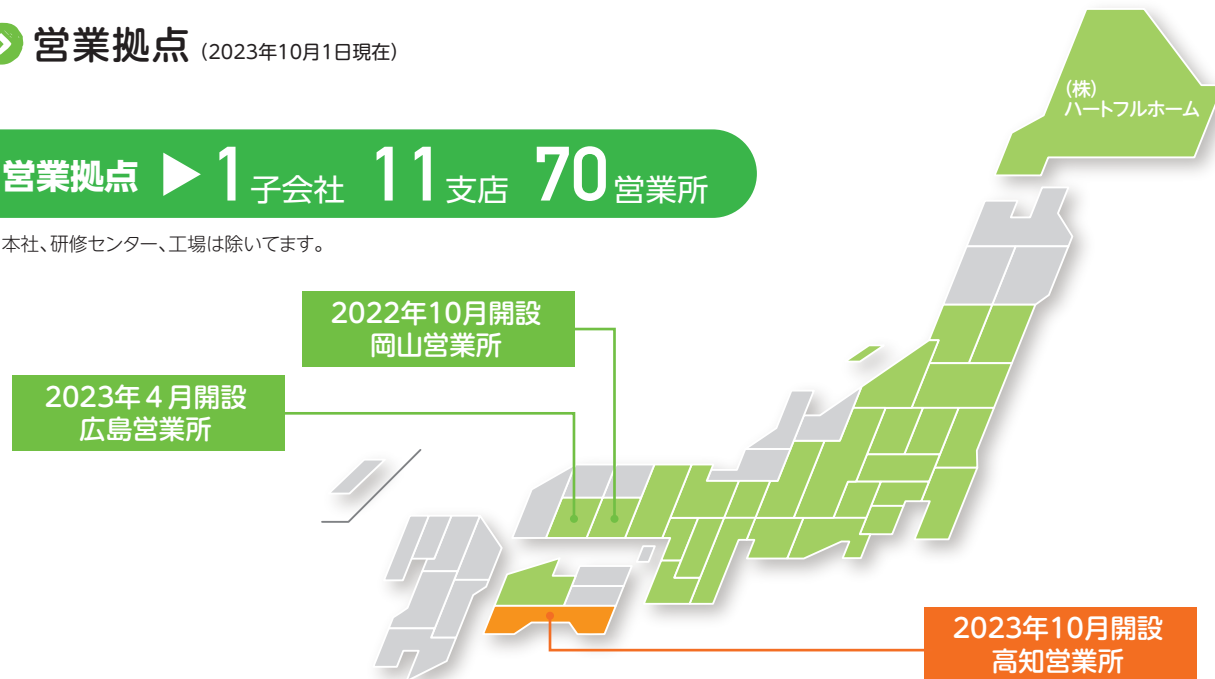 営業拠点 (2023年10月1日現在)
営業拠点 ▶ 1子会社 11支店 70営業所
本社、研修センター、工場は除いてます。
(株)
ハートフルホーム
2022年10月開設
岡山営業所
2023年4月開設
広島営業所
2023年10月開設
高知営業所